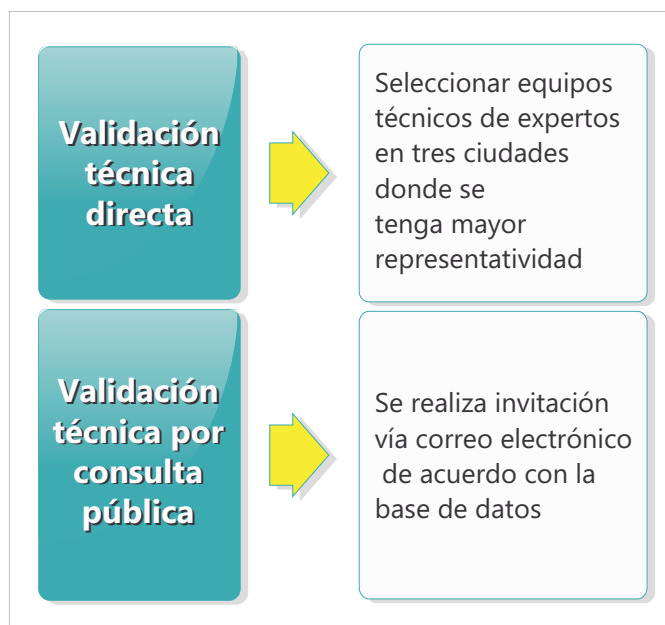 Validación
técnica
directa
Seleccionar equipos
técnicos de expertos
en tres ciudades
donde se
tenga mayor
representatividad
Validación
técnica por
consulta
pública
Se realiza invitación
vía correo electrónico
de acuerdo con la
base de datos